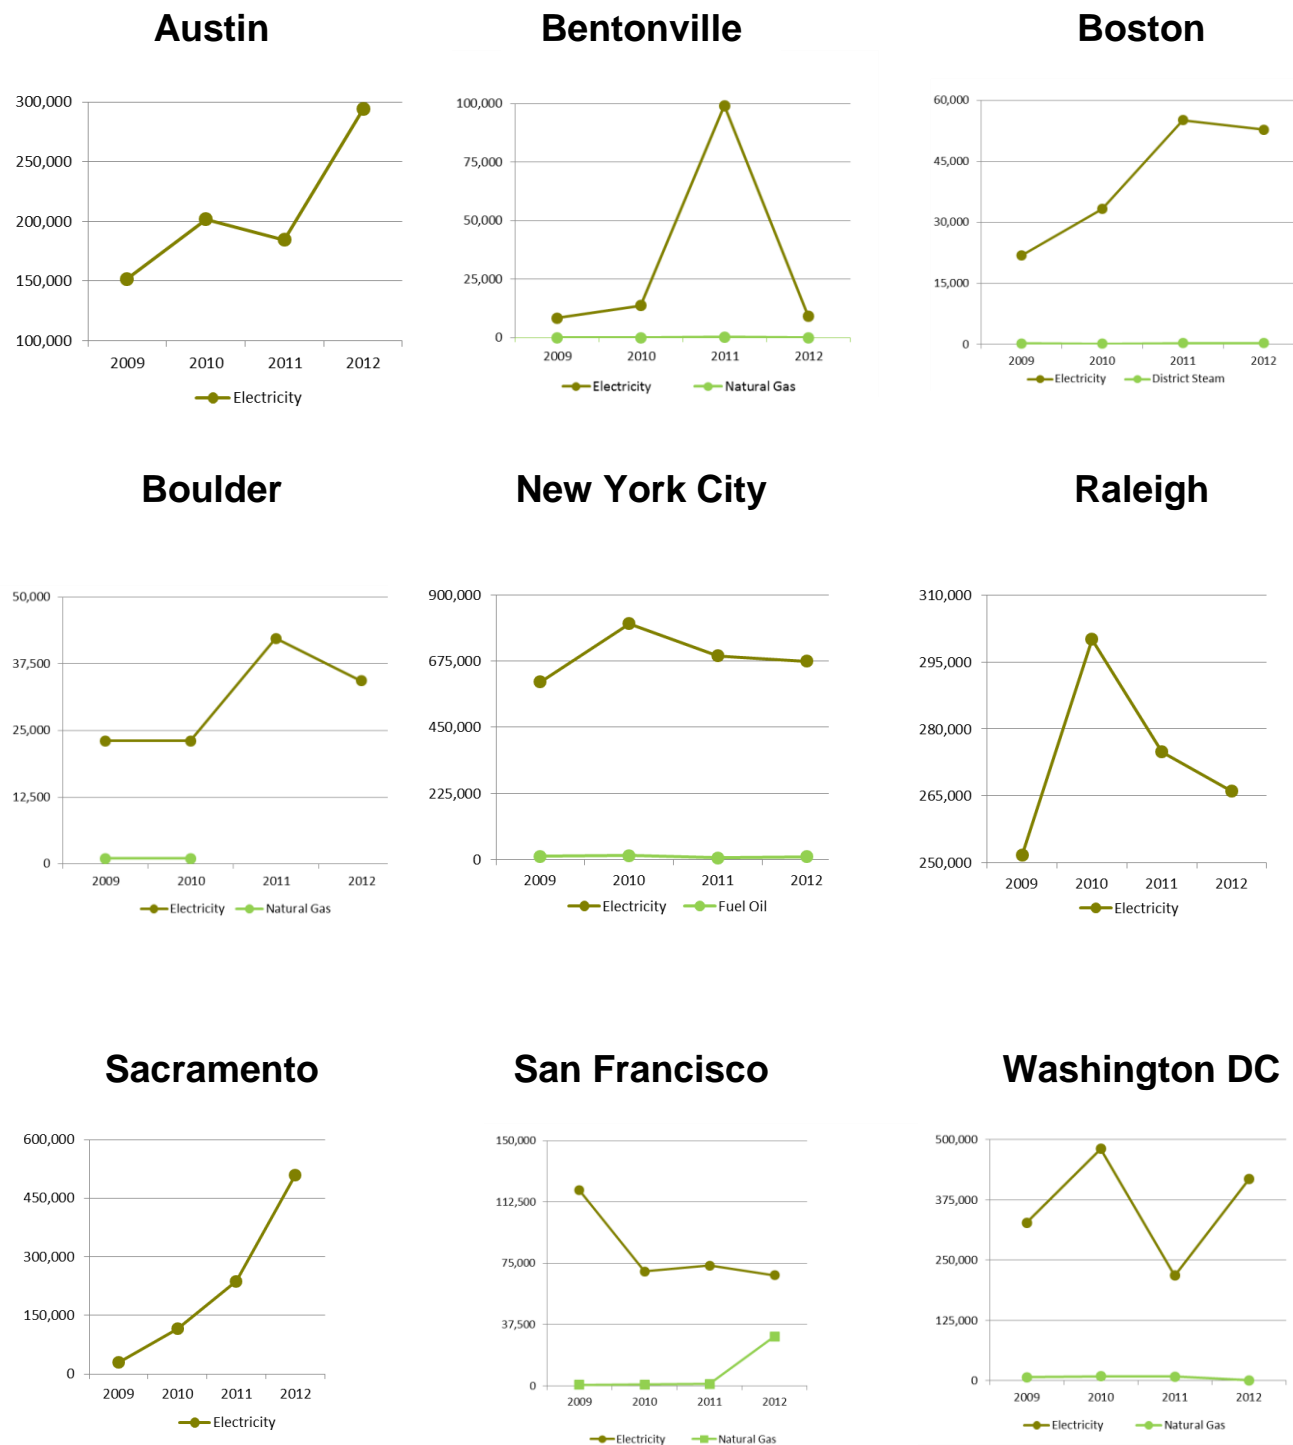 Austin
300,000
250,000
200,000
150,000
100,000
2009 2010 2011 2012
Electricity
Bentonville
100,000
75,000
50,000
25,000
0
2009 2010 2011 2012
Electricity Natural Gas
Boston
60,000
45,000
30,000
15,000
0
2009 2010 2011 2012
Electricity District Steam
Boulder
50,000
37,500
25,000
12,500
0
2009 2010 2011 2012
Electricity Natural Gas
New York City
900,000
675,000
450,000
225,000
0
2009 2010 2011 2012
Electricity Fuel Oil
Raleigh
310,000
295,000
280,000
265,000
250,000
2009 2010 2011 2012
Electricity
Sacramento
600,000
450,000
300,000
150,000
0
2009 2010 2011 2012
Electricity
San Francisco
150,000
112,500
75,000
37,500
0
2009 2010 2011 2012
Electricity Natural Gas
Washington DC
500,000
375,000
250,000
125,000
0
2009 2010 2011 2012
Electricity Natural Gas